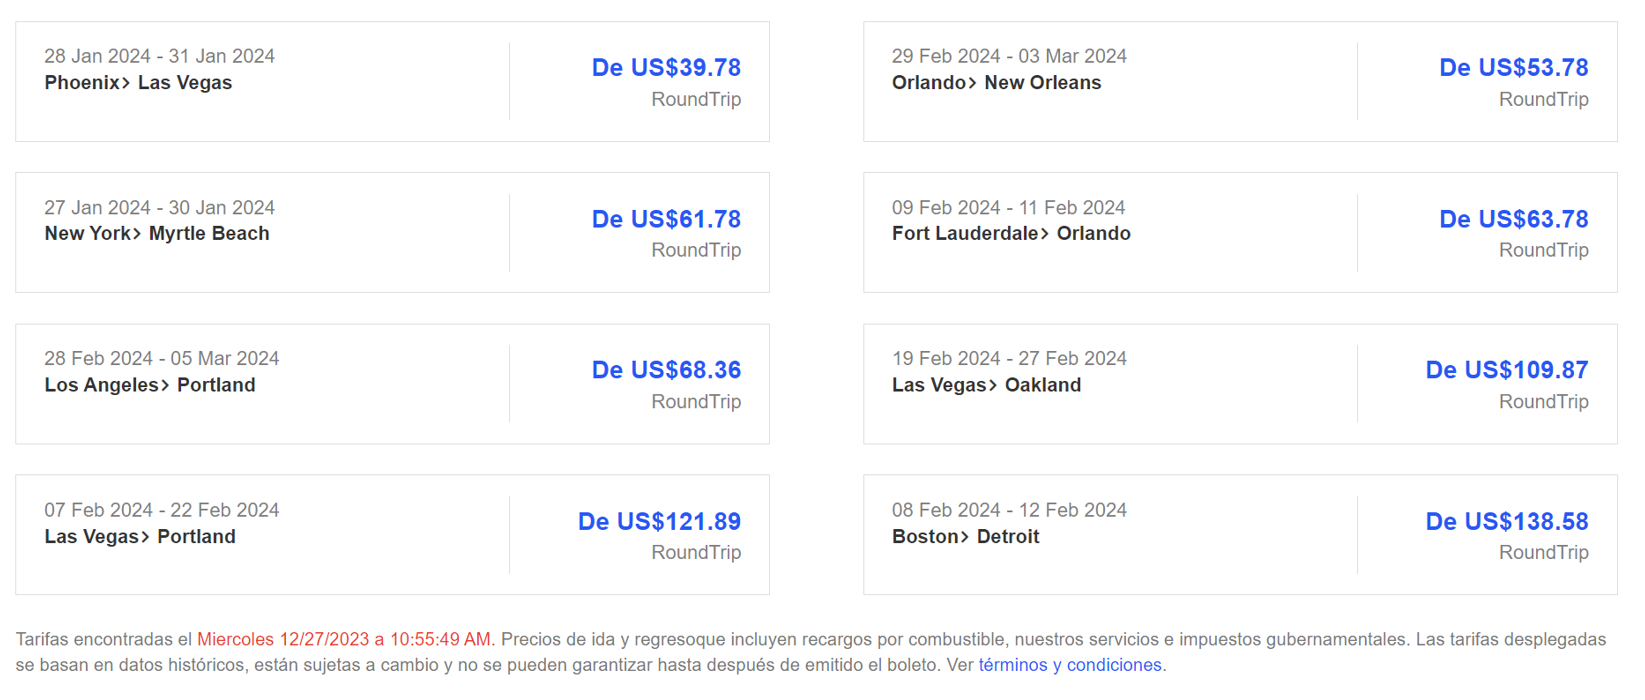 28 Jan 2024 - 31 Jan 2024
Phoenix> Las Vegas
De US$39.78
RoundTrip
29 Feb 2024 - 03 Mar 2024
Orlando> New Orleans
De US$53.78
RoundTrip
27 Jan 2024 - 30 Jan 2024
New York> Myrtle Beach
De US$61.78
RoundTrip
09 Feb 2024 - 11 Feb 2024
Fort Lauderdale> Orlando
De US$63.78
RoundTrip
28 Feb 2024 - 05 Mar 2024
Los Angeles> Portland
De US$68.36
RoundTrip
19 Feb 2024 - 27 Feb 2024
Las Vegas> Oakland
De US$109.87
RoundTrip
07 Feb 2024 - 22 Feb 2024
Las Vegas> Portland
De US$121.89
RoundTrip
08 Feb 2024 - 12 Feb 2024
Boston> Detroit
De US$138.58
RoundTrip
Tarifas encontradas el Miercoles 12/27/2023 a 10:55:49 AM. Precios de ida y regresoque incluyen recargos por combustible, nuestros servicios e impuestos gubernamentales. Las tarifas desplegadas
se basan en datos históricos, están sujetas a cambio y no se pueden garantizar hasta después de emitido el boleto. Ver términos y condiciones.